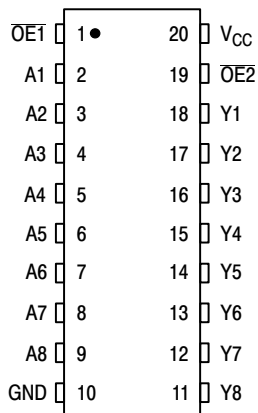 OE1 1 20 VCC
A1 2 19 OE2
A2 3 18 Y1
A3 4 17 Y2
A4 5 16 Y3
A5 6 15 Y4
A6 7 14 Y5
A7 8 13 Y6
A8 9 12 Y7
GND 10 11 Y8